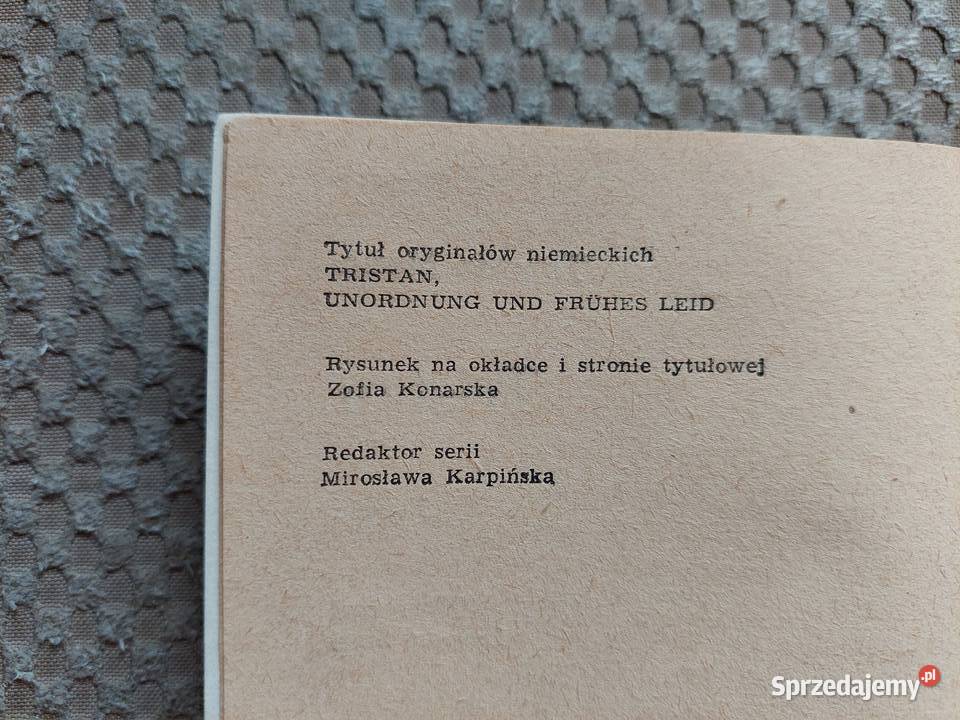 Tytuł oryginałów niemieckich
TRISTAN,
UNORDNUNG UND FRÜHES LEID
Rysunek na okładce i stronie tytułowej
Zofia Konarska
Redaktor serii
Mirosława Karpińska
Sprzedajemy.pl